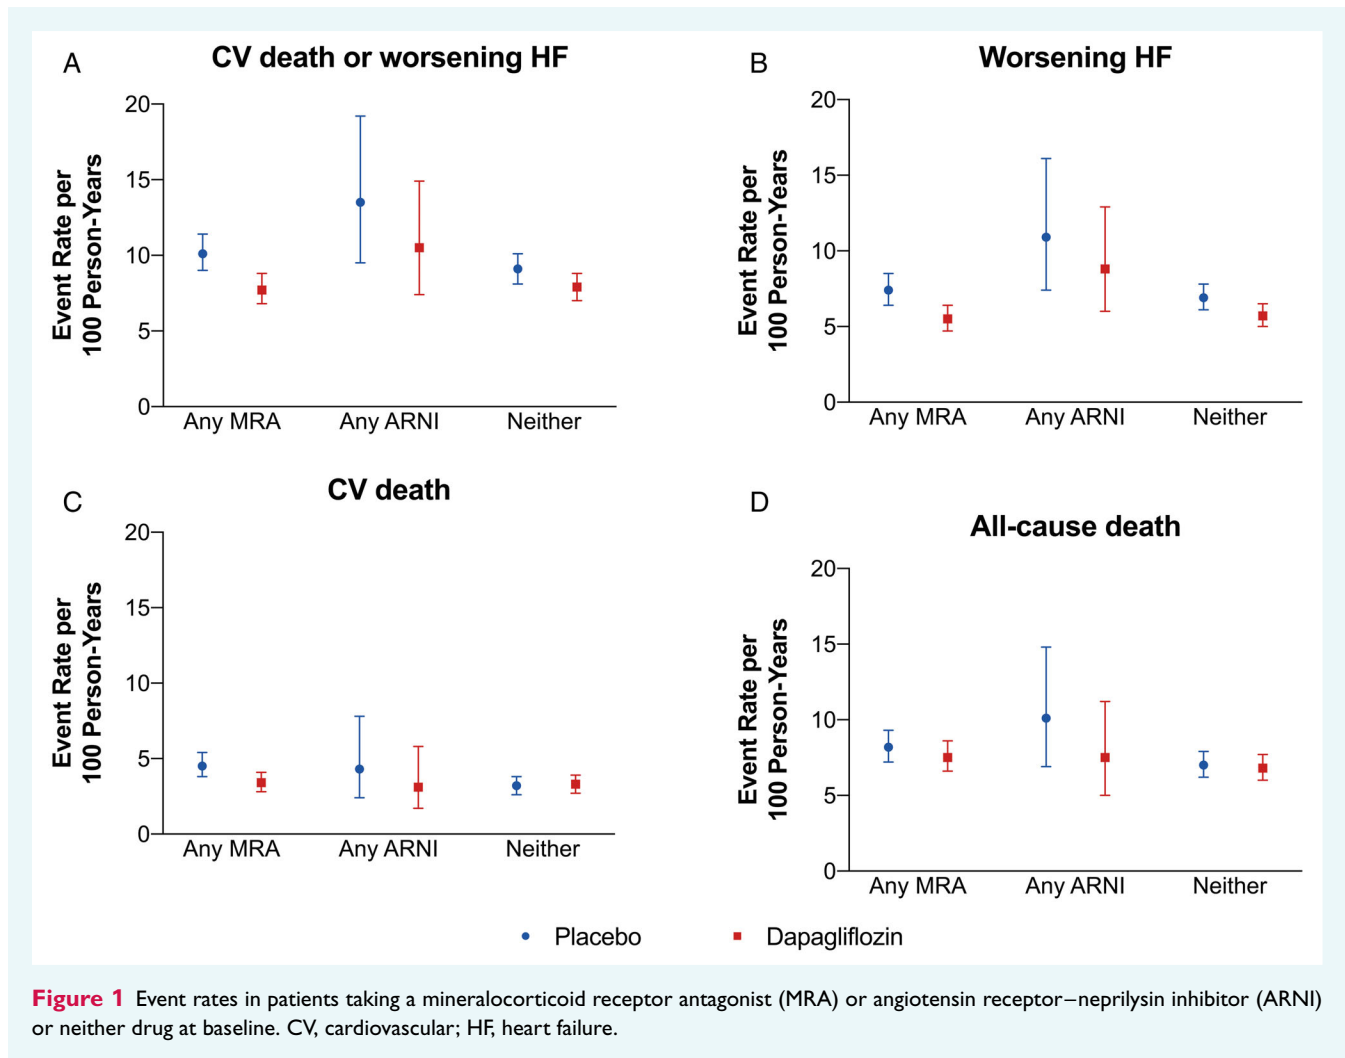 A
CV death or worsening HF
Event Rate per
100 Person-Years
20
15
10
5
0
Any MRA
Any ARNI
Neither
B
Worsening HF
Event Rate per
100 Person-Years
20
15
10
5
0
Any MRA
Any ARNI
Neither
C
CV death
Event Rate per
100 Person-Years
20
15
10
5
0
Any MRA
Any ARNI
Neither
D
All-cause death
Event Rate per
100 Person-Years
20
15
10
5
0
Any MRA
Any ARNI
Neither
Placebo
Dapagliflozin
Figure 1 Event rates in patients taking a mineralocorticoid receptor antagonist (MRA) or angiotensin receptor–neprilysin inhibitor (ARNI)
or neither drug at baseline. CV, cardiovascular; HF, heart failure.